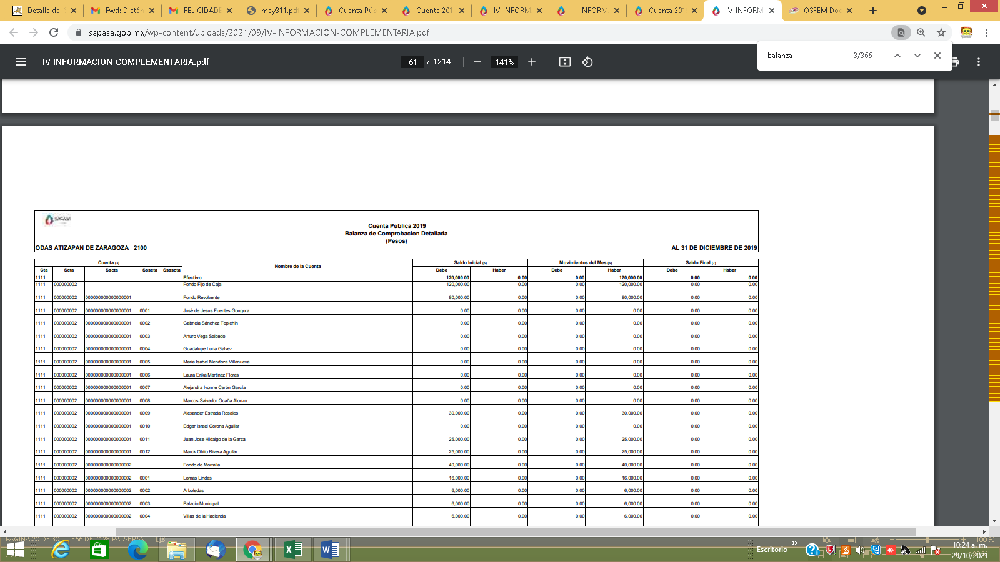 Detalle del S
Fwd: Dictán
FELICIDADE
may311.pdf
Cuenta Púb
Cuenta 201
IV-INFORM
III-INFORM
Cuenta 201
IV-INFORM
OSFEM Doc
sapasa.gob.mx/wp-content/uploads/2021/09/IV-INFORMACION-COMPLEMENTARIA.pdf
balanza 3/366
IV-INFORMACION-COMPLEMENTARIA.pdf 61 / 1214 141%
SAPASA
Cuenta Pública 2019
Balanza de Comprobacion Detallada
(Pesos)
ODAS ATIZAPAN DE ZARAGOZA 2100 AL 31 DE DICIEMBRE DE 2019
Cuenta (3) Nombre de la Cuenta Saldo Inicial (5) Movimientos del Mes (6) Saldo Final (7)
Cta Scta Sscta Ssscta Sssscta Debe Haber Debe Haber Debe Haber
1111 Efectivo 120,000.00 0.00 0.00 120,000.00 0.00 0.00
1111 000000002 Fondo Fijo de Caja 120,000.00 0.00 0.00 120,000.00 0.00 0.00
1111 000000002 000000000000000001 Fondo Revolvente 80,000.00 0.00 0.00 80,000.00 0.00 0.00
1111 000000002 000000000000000001 0001 José de Jesus Fuentes Gongora 0.00 0.00 0.00 0.00 0.00 0.00
1111 000000002 000000000000000001 0002 Gabriela Sánchez Tepichin 0.00 0.00 0.00 0.00 0.00 0.00
1111 000000002 000000000000000001 0003 Arturo Vega Salcedo 0.00 0.00 0.00 0.00 0.00 0.00
1111 000000002 000000000000000001 0004 Guadalupe Luna Galvez 0.00 0.00 0.00 0.00 0.00 0.00
1111 000000002 000000000000000001 0005 Maria Isabel Mendoza Villanueva 0.00 0.00 0.00 0.00 0.00 0.00
1111 000000002 000000000000000001 0006 Laura Erika Martinez Flores 0.00 0.00 0.00 0.00 0.00 0.00
1111 000000002 000000000000000001 0007 Alejandra Ivonne Cerón García 0.00 0.00 0.00 0.00 0.00 0.00
1111 000000002 000000000000000001 0008 Marcos Salvador Ocaña Alonzo 0.00 0.00 0.00 0.00 0.00 0.00
1111 000000002 000000000000000001 0009 Alexander Estrada Rosales 30,000.00 0.00 0.00 30,000.00 0.00 0.00
1111 000000002 000000000000000001 0010 Edgar Israel Corona Aguilar 0.00 0.00 0.00 0.00 0.00 0.00
1111 000000002 000000000000000001 0011 Juan Jose Hidalgo de la Garza 25,000.00 0.00 0.00 25,000.00 0.00 0.00
1111 000000002 000000000000000001 0012 Marck Oblio Rivera Aguilar 25,000.00 0.00 0.00 25,000.00 0.00 0.00
1111 000000002 000000000000000002 Fondo de Morralla 40,000.00 0.00 0.00 40,000.00 0.00 0.00
1111 000000002 000000000000000002 0001 Lomas Lindas 16,000.00 0.00 0.00 16,000.00 0.00 0.00
1111 000000002 000000000000000002 0002 Arboledas 6,000.00 0.00 0.00 6,000.00 0.00 0.00
1111 000000002 000000000000000002 0003 Palacio Municipal 6,000.00 0.00 0.00 6,000.00 0.00 0.00
1111 000000002 000000000000000002 0004 Villas de la Hacienda 6,000.00 0.00 0.00 6,000.00 0.00 0.00
PÁGINA 20 DE 30 366 DE 7128 PALABRAS 100 %
Escritorio
10:24 a. m.
29/10/2021